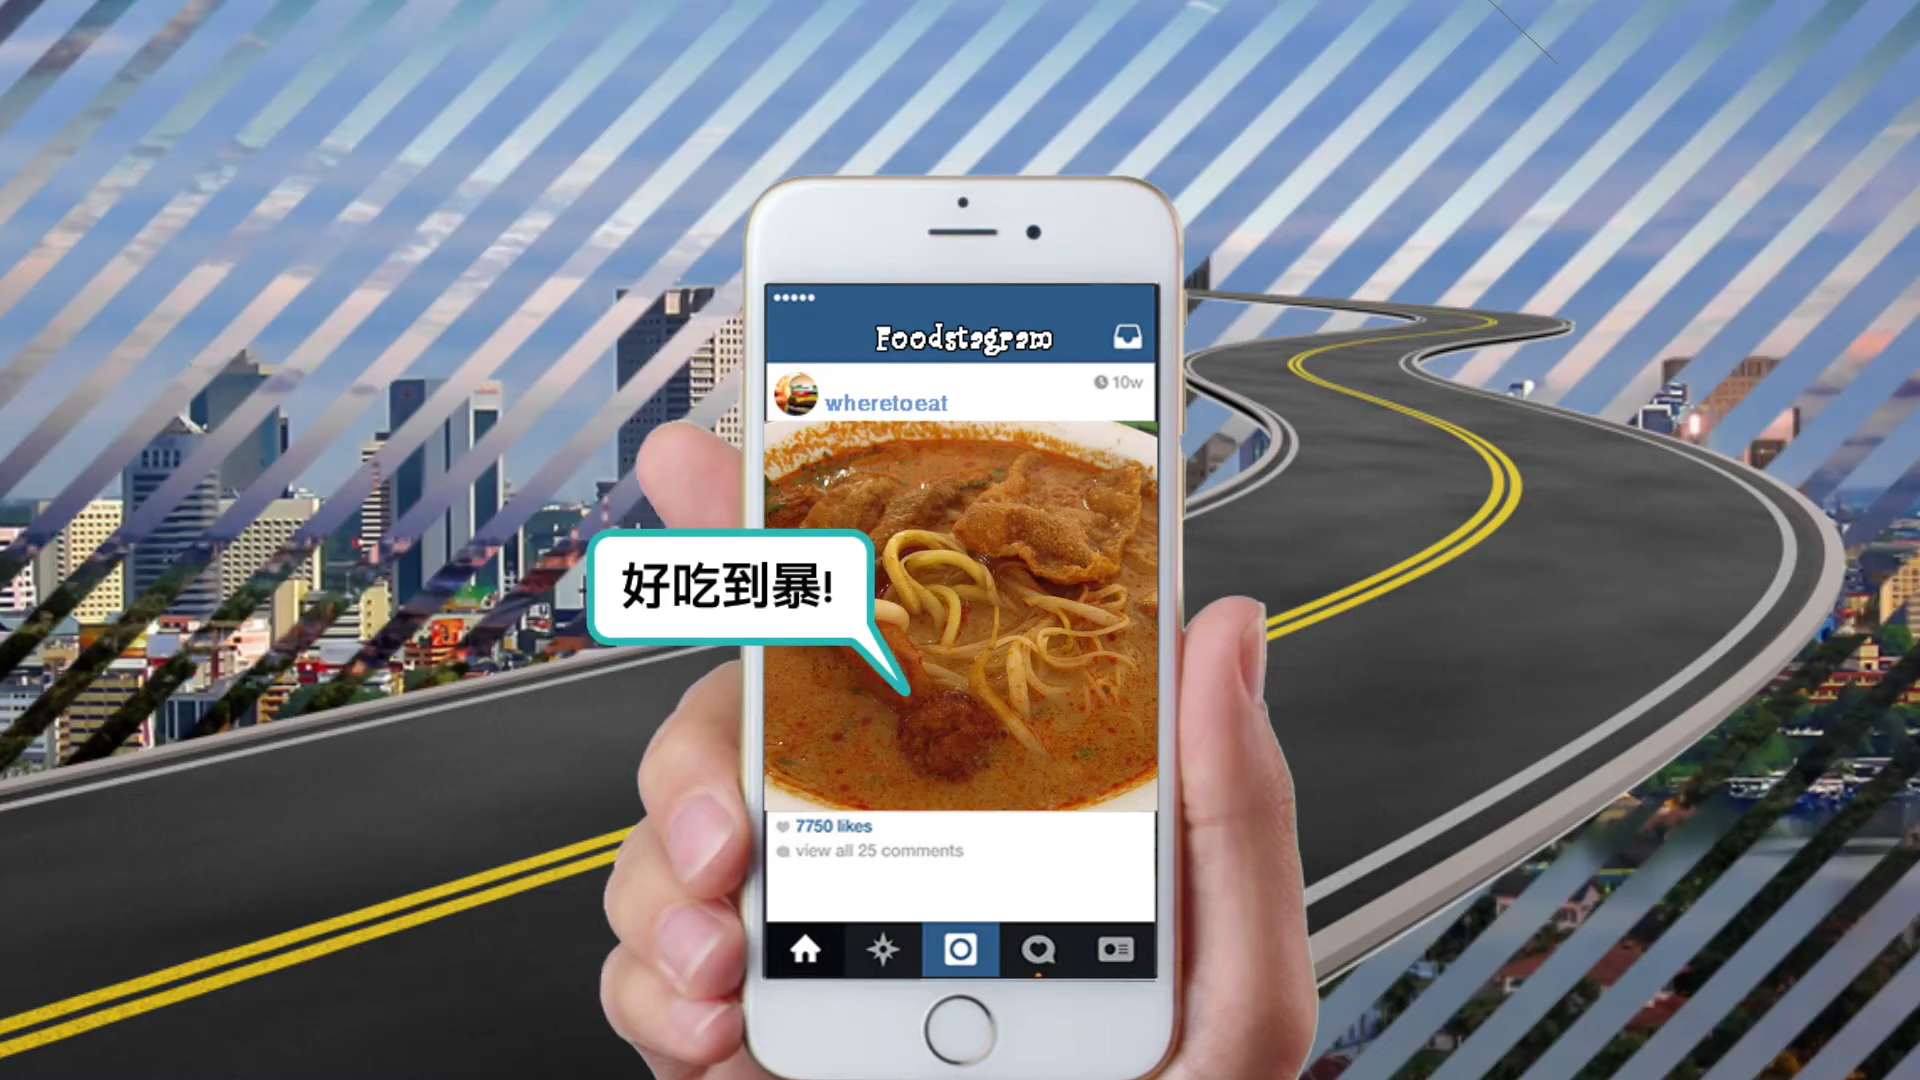 Foodstagram
10w
wheretoeat
好吃到暴!
7750 likes
view all 25 comments